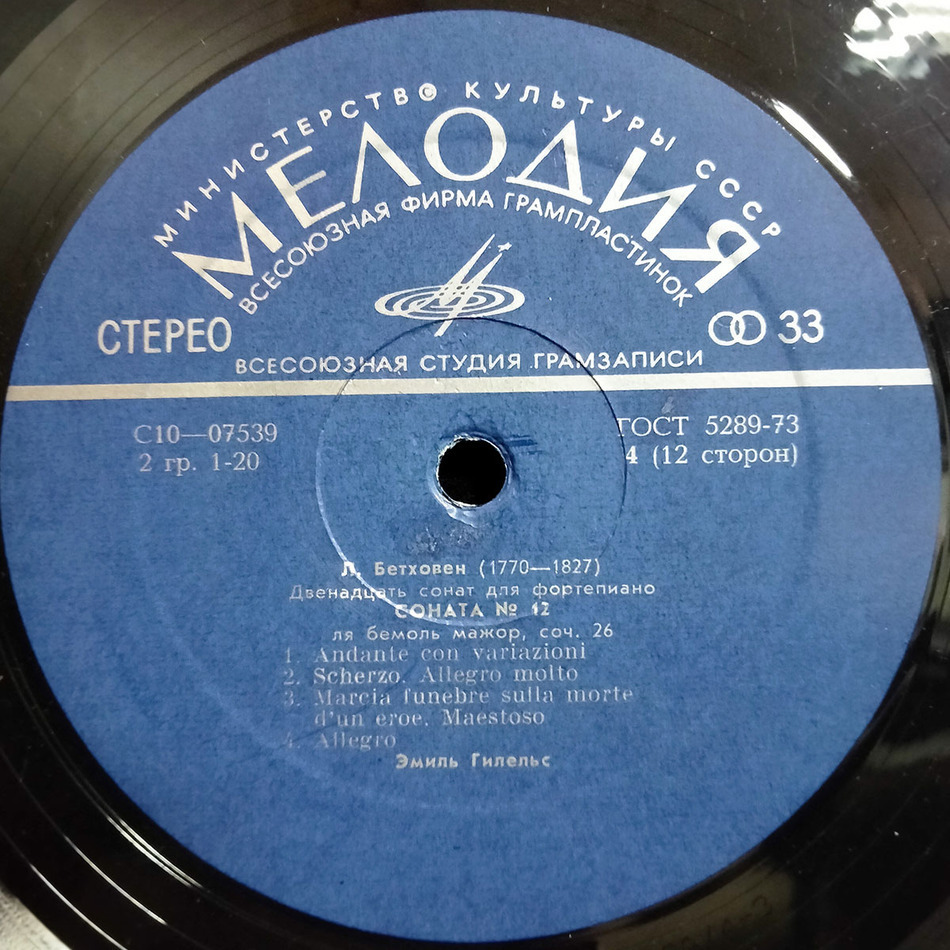 МИНИСТЕРСТВО КУЛЬТУРЫ СССР
МЕЛОДИЯ
ВСЕСОЮЗНАЯ ФИРМА ГРАМПЛАСТИНОК
СТЕРЕО
33
ВСЕСОЮЗНАЯ СТУДИЯ ГРАМЗАПИСИ
С10—07539
ГОСТ 5289-73
2 гр. 1-20
4 (12 сторон)
Л. Бетховен (1770—1827)
Двенадцать сонат для фортепиано
СОНАТА № 12
ля бемоль мажор, соч. 26
1. Andante con variazioni
2. Scherzo. Allegro molto
3. Marcia funebre sulla morte
d'un eroe. Maestoso
4. Allegro
Эмиль Гилельс